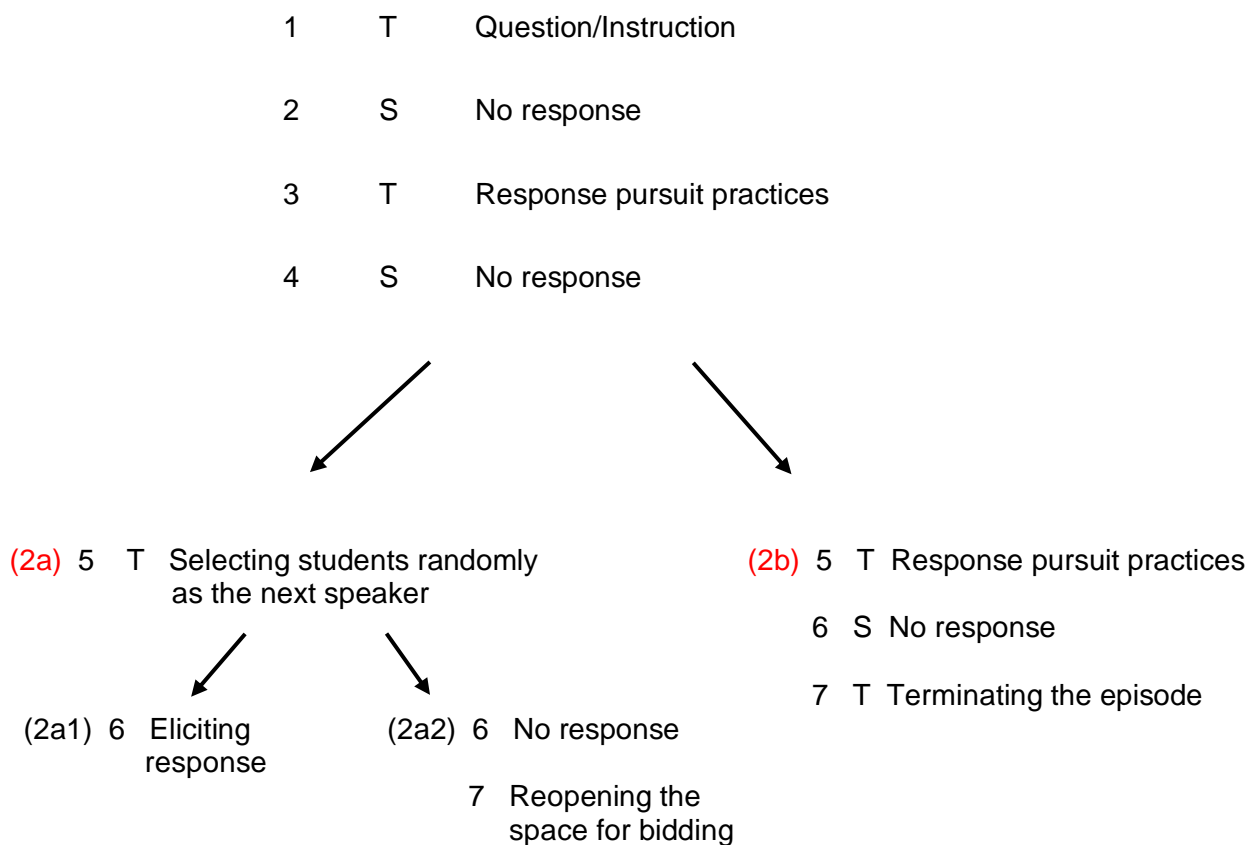 1 T Question/Instruction
2 S No response
3 T Response pursuit practices
4 S No response
(2a) 5 T Selecting students randomly
as the next speaker
(2a1) 6 Eliciting
response
(2a2) 6 No response
7 Reopening the
space for bidding
(2b) 5 T Response pursuit practices
6 S No response
7 T Terminating the episode